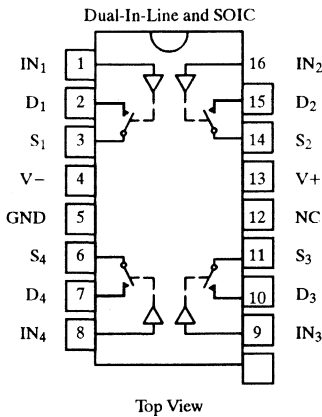 Dual-In-Line and SOIC
IN1 1 16 IN2
D1 2 15 D2
S1 3 14 S2
V− 4 13 V+
GND 5 12 NC
S4 6 11 S3
D4 7 10 D3
IN4 8 9 IN3
Top View